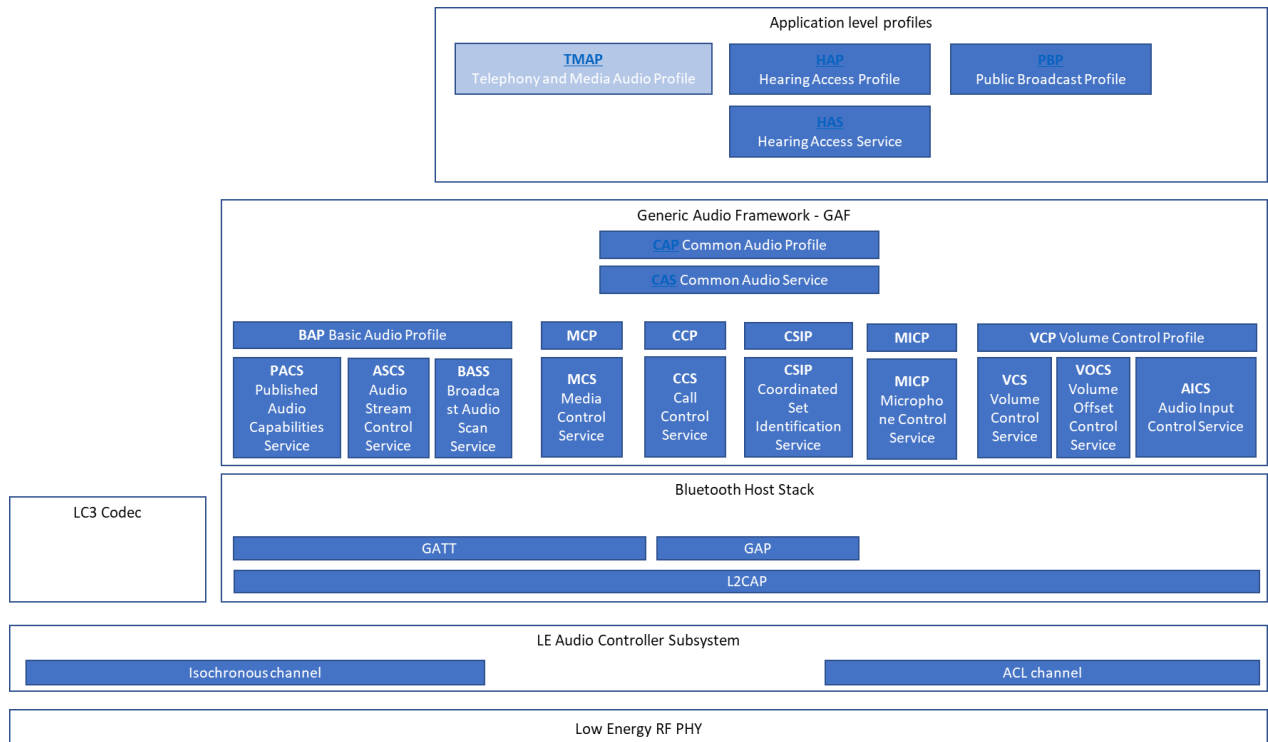 Application level profiles
TMAP
Telephony and Media Audio Profile
HAP
Hearing Access Profile
PBP
Public Broadcast Profile
HAS
Hearing Access Service
Generic Audio Framework - GAF
CAP Common Audio Profile
CAS Common Audio Service
BAP Basic Audio Profile
MCP
CCP
CSIP
MICP
VCP Volume Control Profile
PACS
Published
Audio
Capabilities
Service
ASCS
Audio
Stream
Control
Service
BASS
Broadca
st Audio
Scan
Service
MCS
Media
Control
Service
CCS
Call
Control
Service
CSIP
Coordinated
Set
Identification
Service
MICP
Micropho
ne Control
Service
VCS
Volume
Control
Service
VOCS
Volume
Offset
Control
Service
AICS
Audio Input
Control Service
Bluetooth Host Stack
LC3 Codec
GATT
GAP
L2CAP
LE Audio Controller Subsystem
Isochronous channel
ACL channel
Low Energy RF PHY